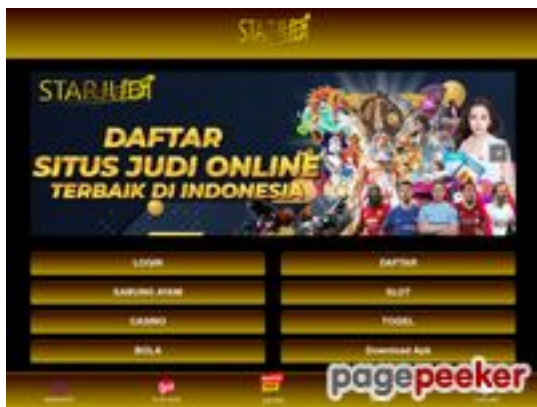 STARJUDI
STARJUDI
DAFTAR
SITUS JUDI ONLINE
TERBAIK DI INDONESIA
LOGIN
DAFTAR
SABUNG AYAM
SLOT
CASINO
TOGEL
BOLA
Download Apk
pagepeeker